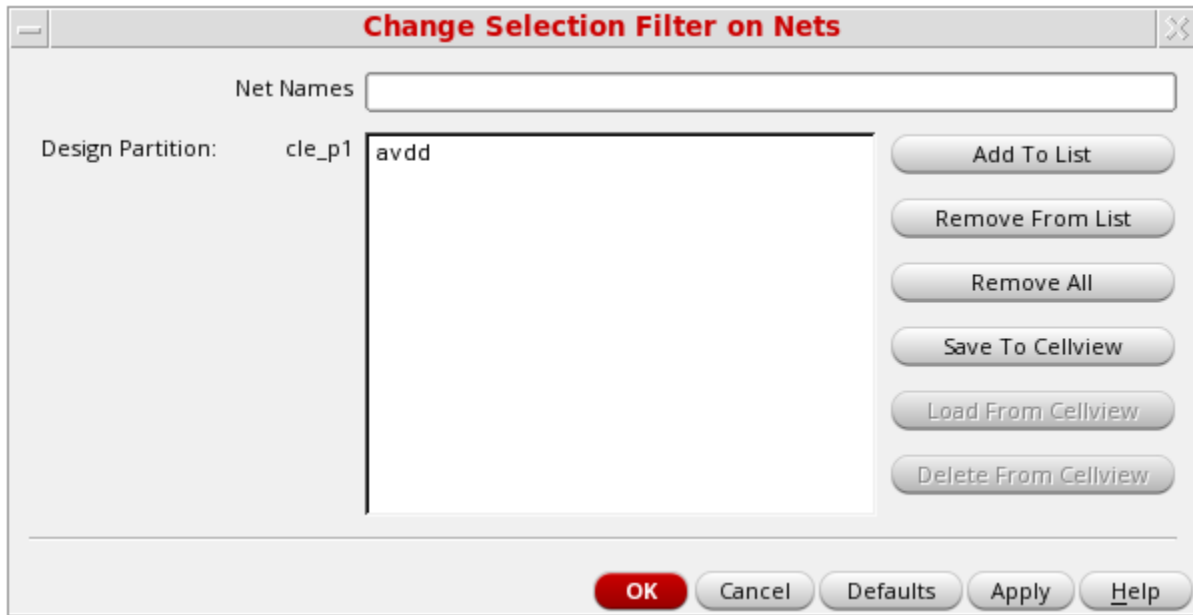 Change Selection Filter on Nets
Net Names
Design Partition: cle_p1
avdd
Add To List
Remove From List
Remove All
Save To Cellview
Load From Cellview
Delete From Cellview
OK Cancel Defaults Apply Help